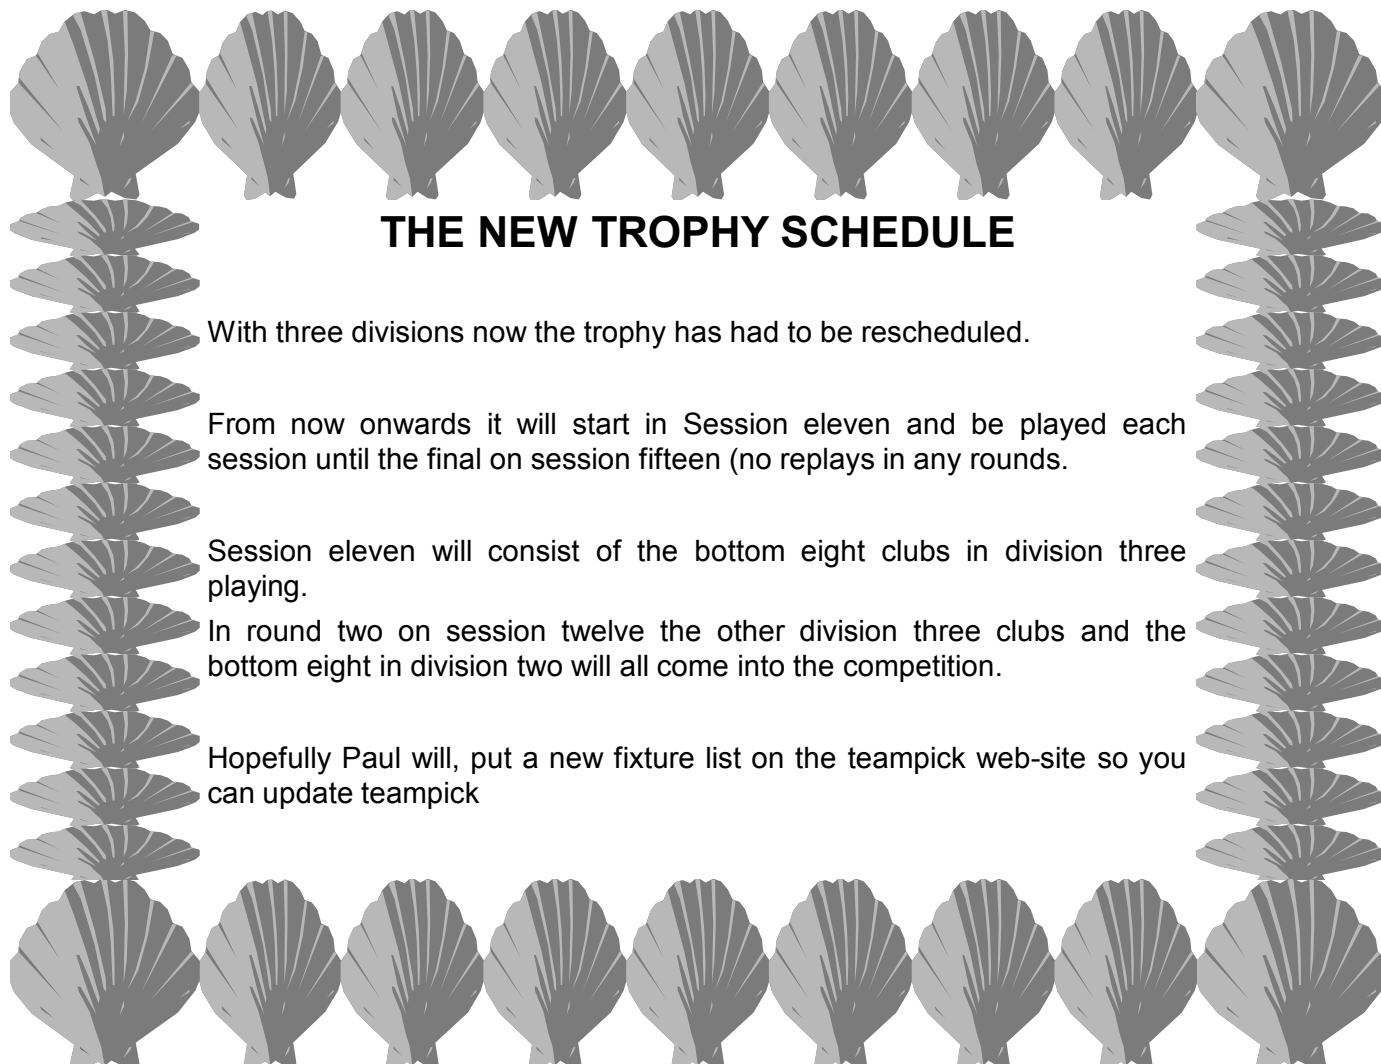 THE NEW TROPHY SCHEDULE
With three divisions now the trophy has had to be rescheduled.
From now onwards it will start in Session eleven and be played each
session until the final on session fifteen (no replays in any rounds.
Session eleven will consist of the bottom eight clubs in division three
playing.
In round two on session twelve the other division three clubs and the
bottom eight in division two will all come into the competition.
Hopefully Paul will, put a new fixture list on the teampick web-site so you
can update teampick